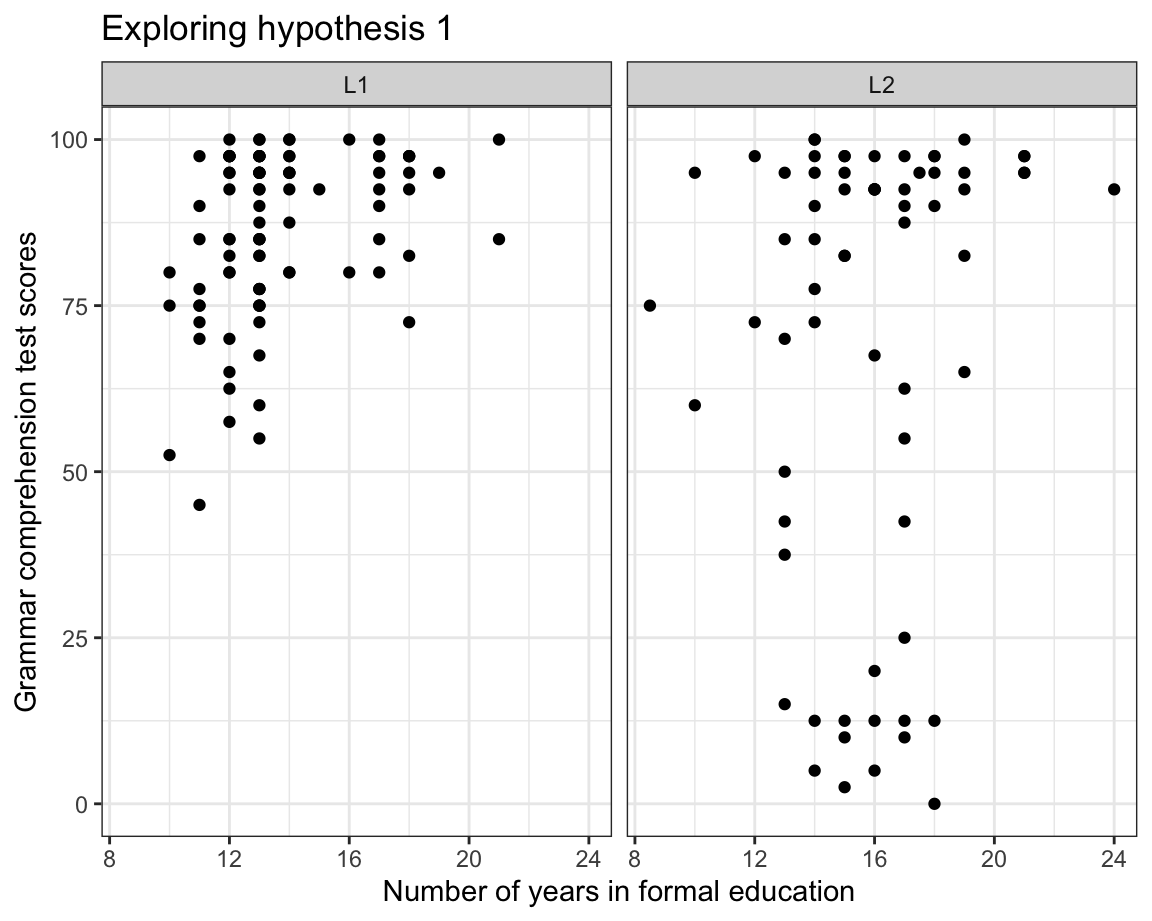 Exploring hypothesis 1
L1
L2
Grammar comprehension test scores
100
75
50
25
0
8 12 16 20 24
8 12 16 20 24
Number of years in formal education